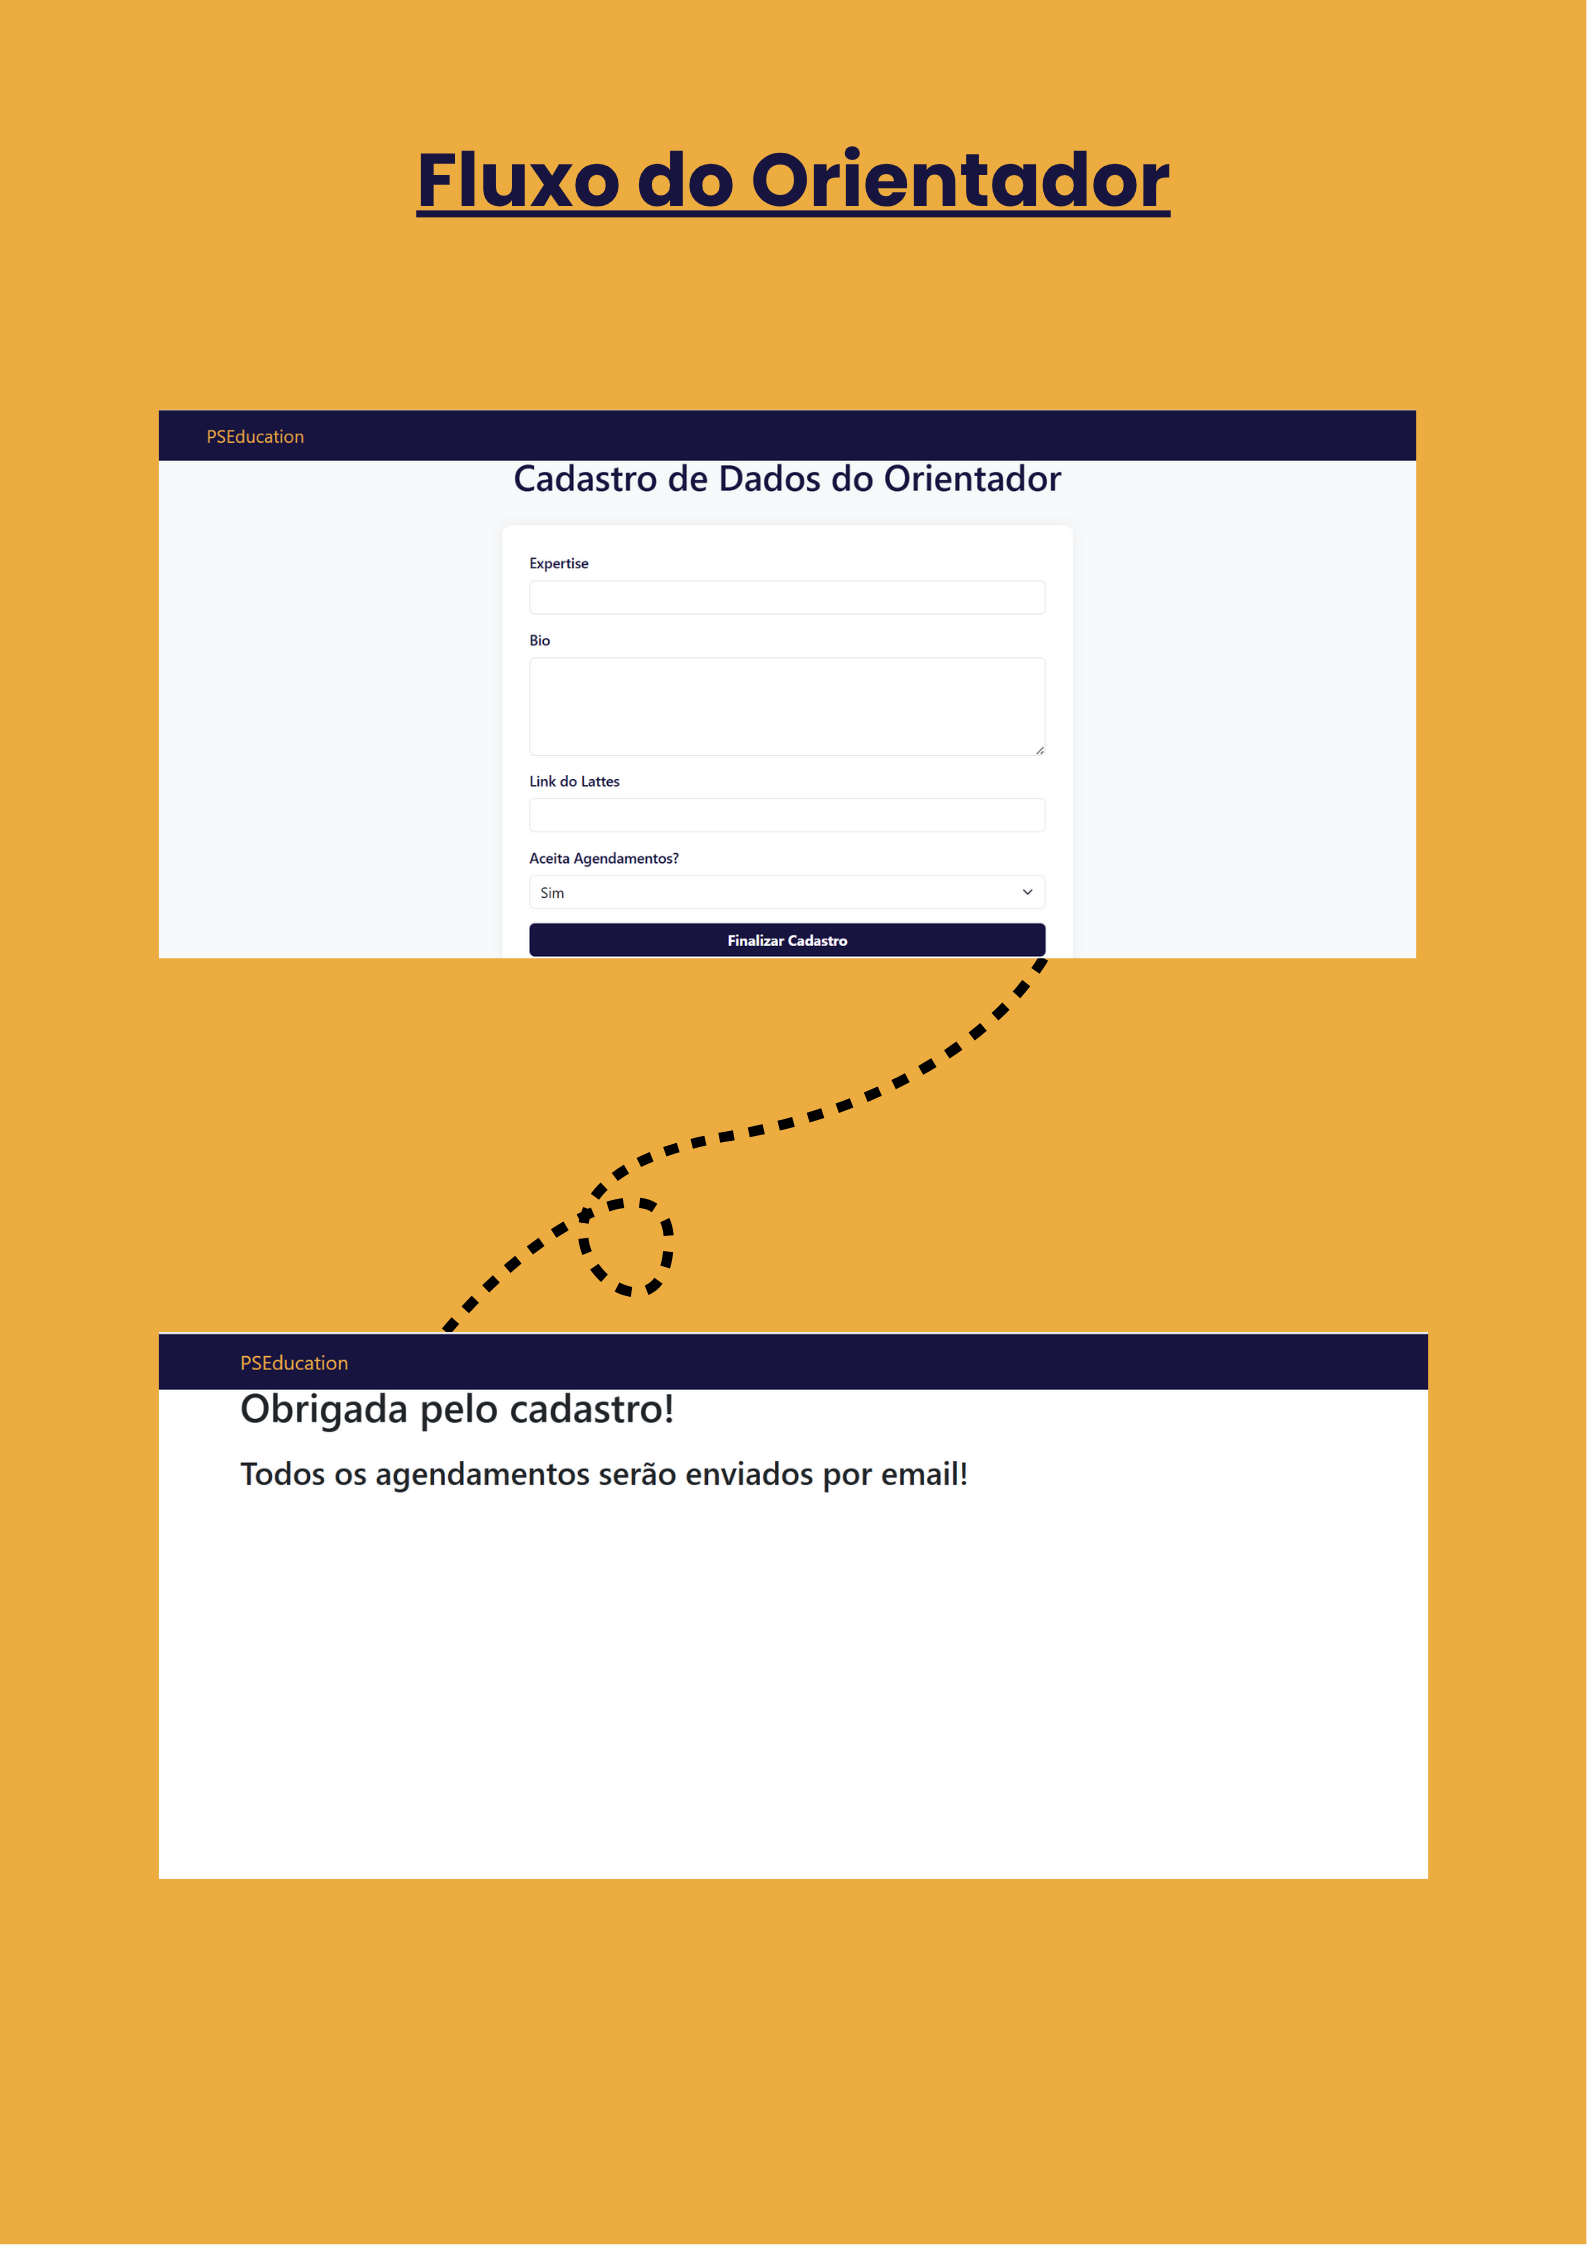 Fluxo do Orientador
PSEducation
Cadastro de Dados do Orientador
Expertise
Bio
Link do Lattes
Aceita Agendamentos?
Sim
Finalizar Cadastro
PSEducation
Obrigada pelo cadastro!
Todos os agendamentos serão enviados por email!